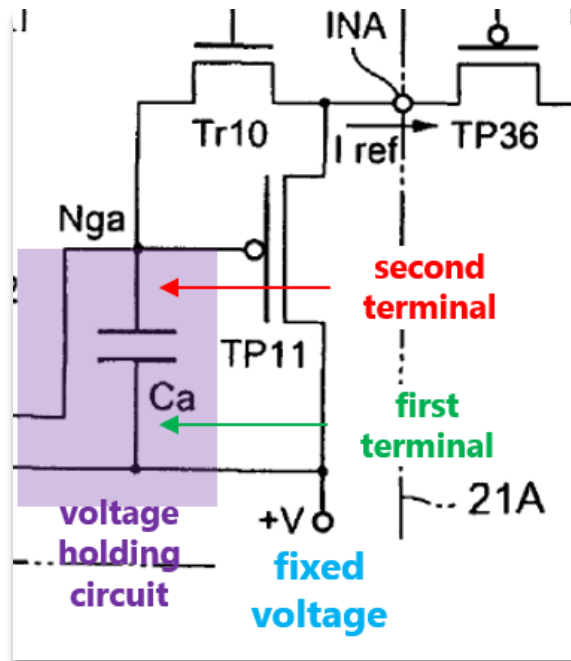 INA
Tr10
I ref
TP36
Nga
second
terminal
TP11
Ca
first
terminal
+V
21A
voltage
holding
circuit
fixed
voltage